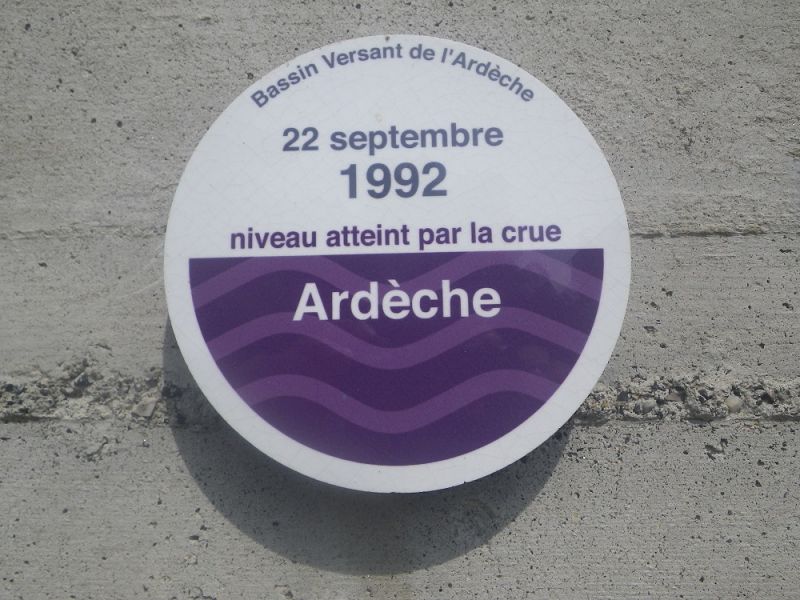 Bassin Versant de l'Ardèche
22 septembre
1992
niveau atteint par la crue
Ardèche